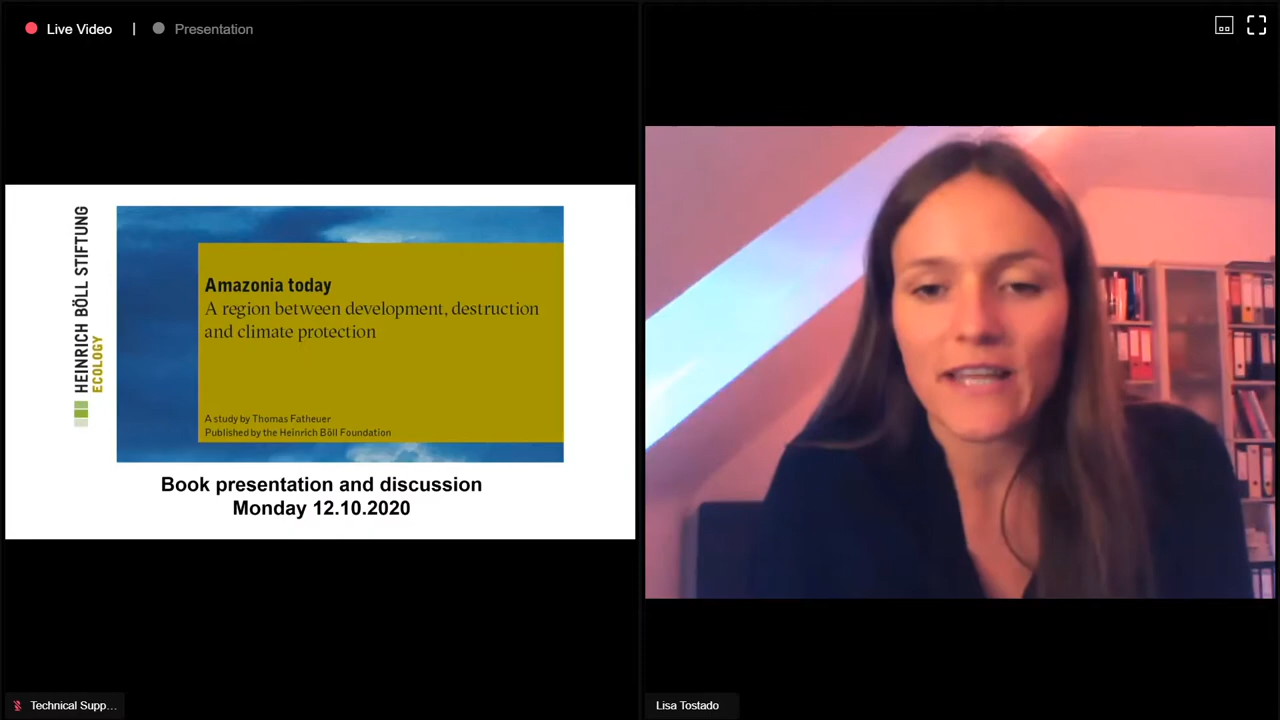 Live Video | Presentation
HEINRICH BÖLL STIFTUNG
ECOLOGY
Amazonia today
A region between development, destruction
and climate protection
A study by Thomas Fatheuer
Published by the Heinrich Böll Foundation
Book presentation and discussion
Monday 12.10.2020
Technical Supp...
Lisa Tostado